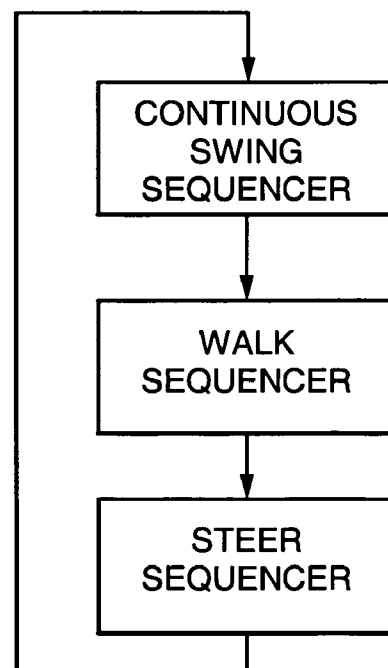 CONTINUOUS
SWING
SEQUENCER
WALK
SEQUENCER
STEER
SEQUENCER